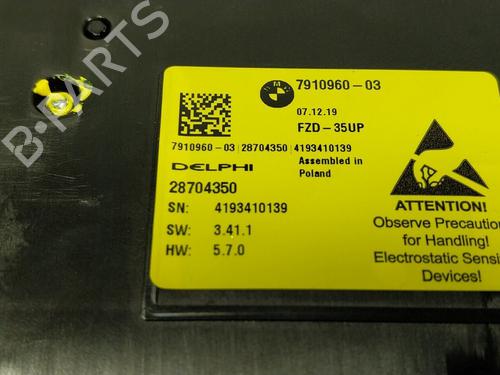 B-PARTS
7910960-03
07.12.19
FZD-35UP
7910960-03 28704350 4193410139
DELPHI
Assembled in
Poland
28704350
SN: 4193410139
SW: 3.41.1
HW: 5.7.0
ATTENTION!
Observe Precaution
for Handling!
Electrostatic Sensi
Devices!